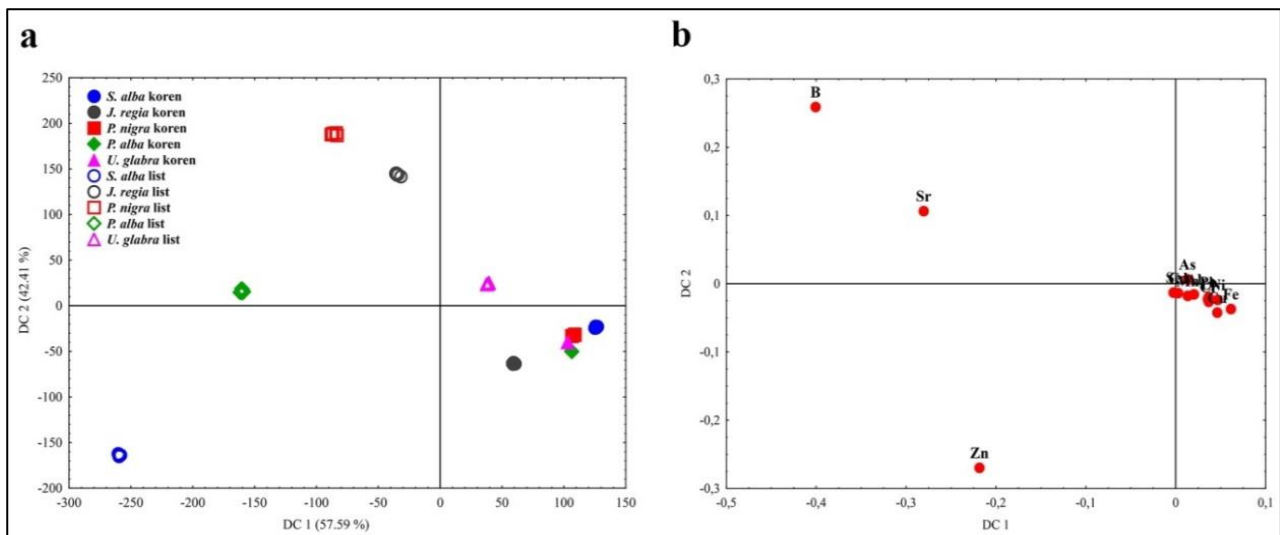 a
250
200
150
100
50
0
-50
-100
-150
-200
DC 2 (42.41 %)
S. alba koren
J. regia koren
P. nigra koren
P. alba koren
U. glabra koren
S. alba list
J. regia list
P. nigra list
P. alba list
U. glabra list
-300 -250 -200 -150 -100 -50 0 50 100 150
DC 1 (57.59 %)
b
0,3
0,2
0,1
0
-0,1
-0,2
-0,3
DC 2
B
Sr
As
Fe
Zn
-0,5 -0,4 -0,3 -0,2 -0,1 0 0,1
DC 1